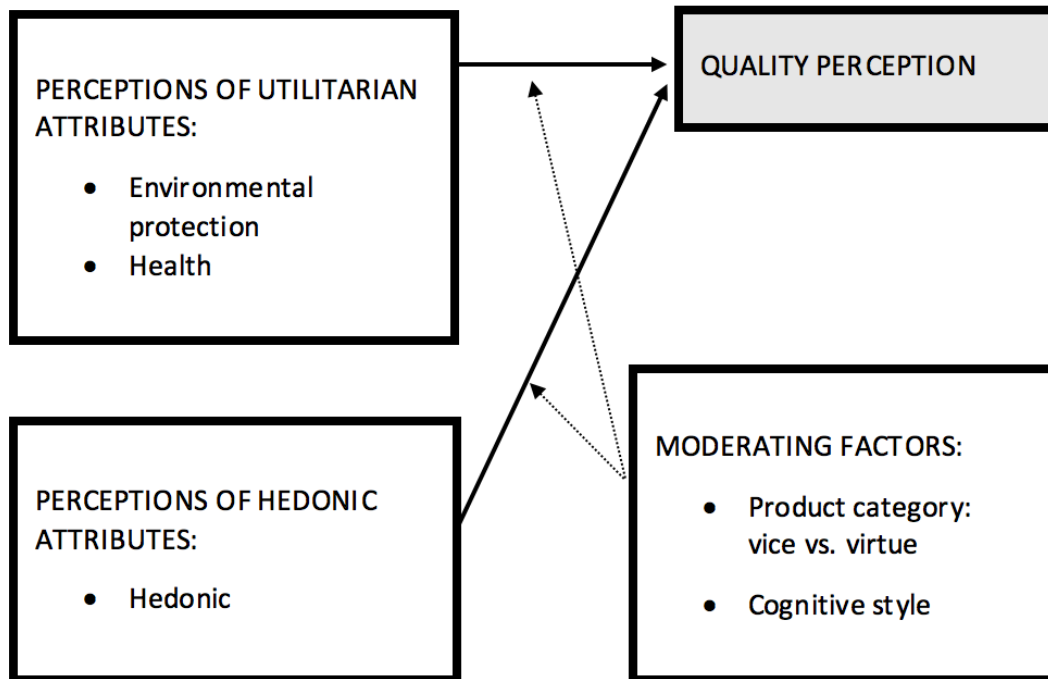 PERCEPTIONS OF UTILITARIAN
ATTRIBUTES:
• Environmental
protection
• Health
QUALITY PERCEPTION
PERCEPTIONS OF HEDONIC
ATTRIBUTES:
• Hedonic
MODERATING FACTORS:
• Product category:
vice vs. virtue
• Cognitive style